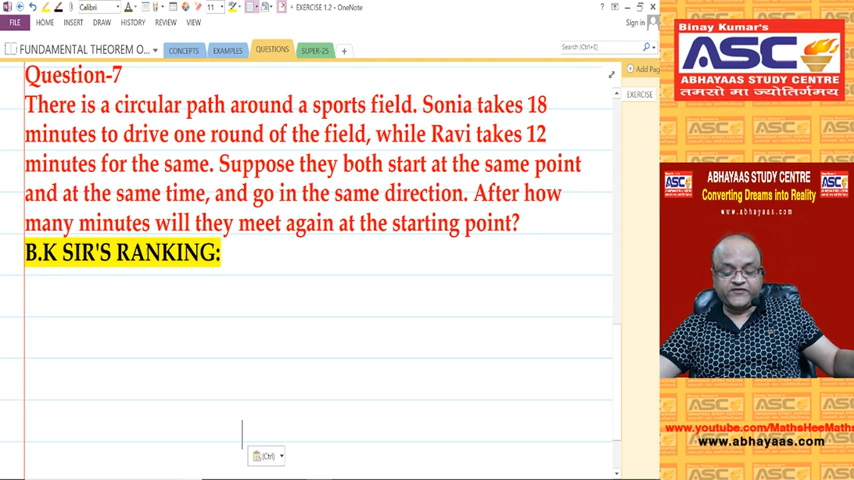 Calibri
11
EXERCISE 1.2 - OneNote
?
FILE
HOME
INSERT
DRAW
HISTORY
REVIEW
VIEW
Sign in
FUNDAMENTAL THEOREM O...
CONCEPTS
EXAMPLES
QUESTIONS
SUPER-25
+
Search (Ctrl+E)
Add Pag
EXERCISE
Question-7
There is a circular path around a sports field. Sonia takes 18
minutes to drive one round of the field, while Ravi takes 12
minutes for the same. Suppose they both start at the same point
and at the same time, and go in the same direction. After how
many minutes will they meet again at the starting point?
B.K SIR'S RANKING:
(Ctrl)
Binay Kumar's
ASC
ABHAYAAS STUDY CENTRE
तमसो मा ज्योतिर्गमय
ABHAYAAS STUDY CENTRE
Converting Dreams into Reality
www.abhayaas.com
www.youtube.com/MathsHeeMaths
www.abhayaas.com